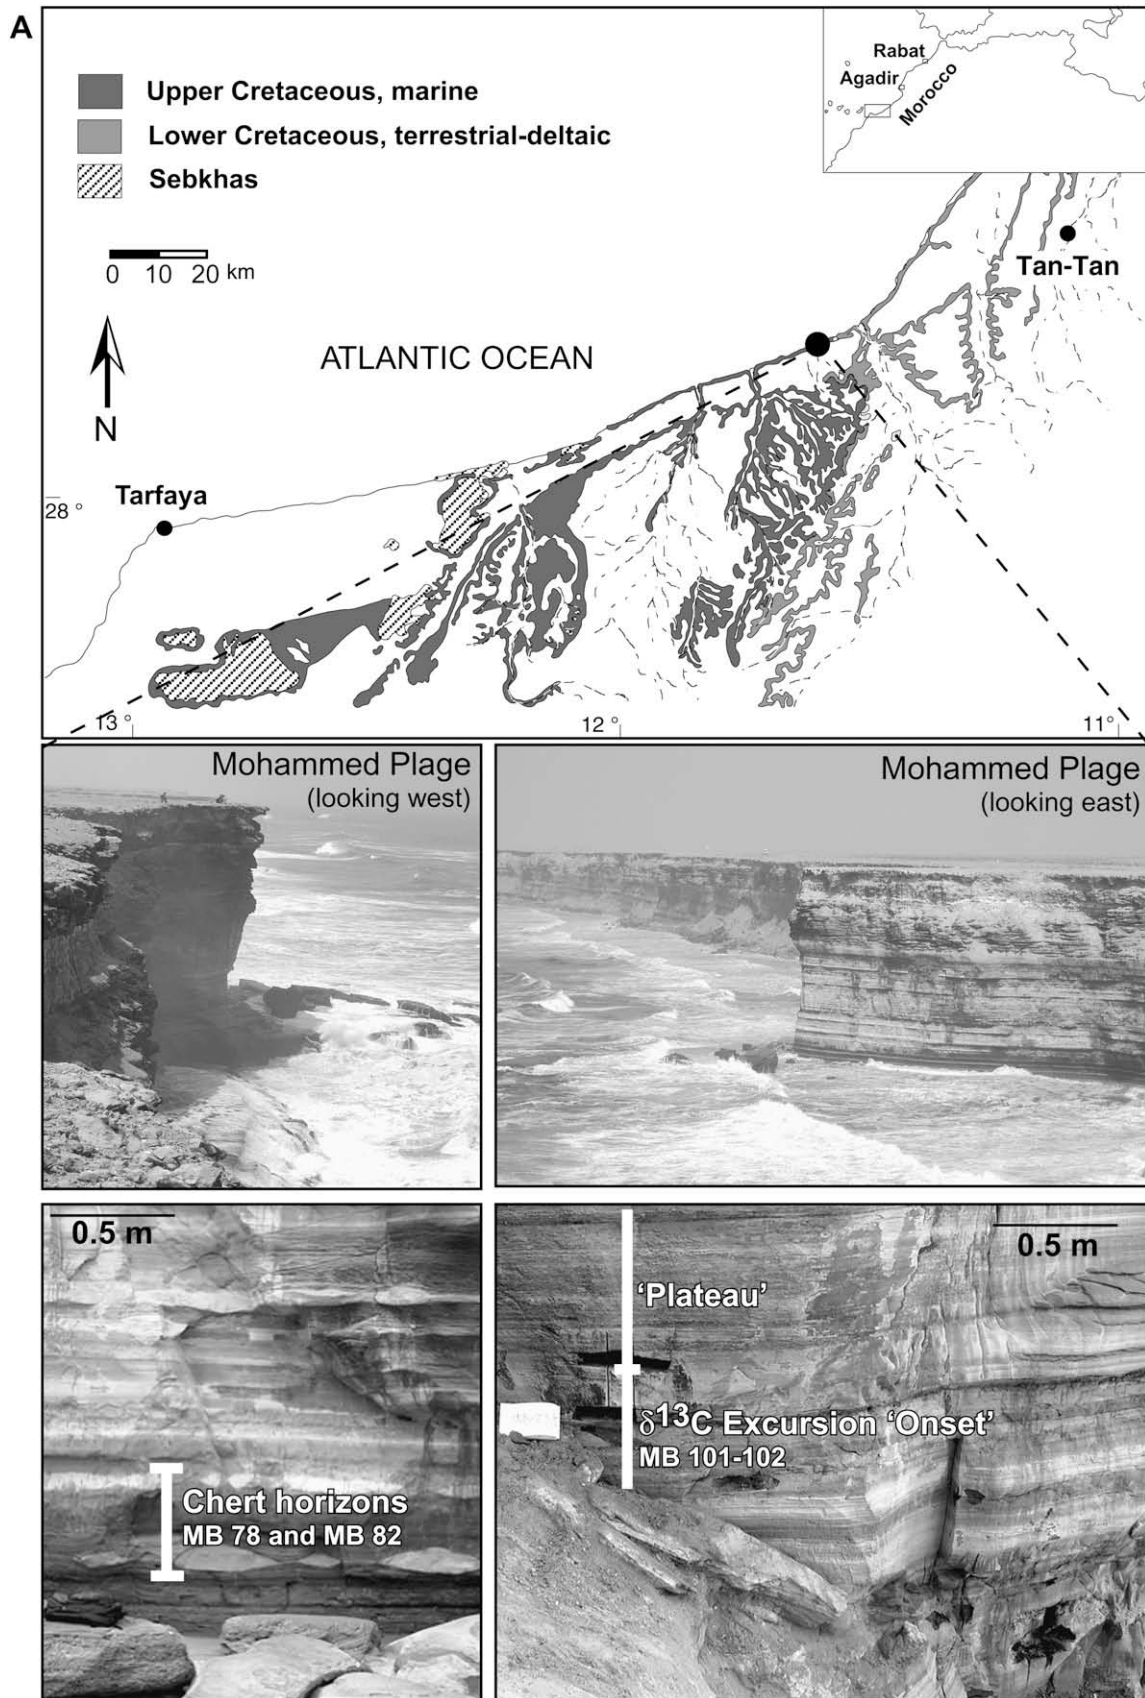 A
Upper Cretaceous, marine
Lower Cretaceous, terrestrial-deltaic
Sebkhas
0 10 20 km
N
ATLANTIC OCEAN
Rabat
Agadir
Morocco
Tan-Tan
28 °
Tarfaya
13 °
12 °
11°
Mohammed Plage
(looking west)
Mohammed Plage
(looking east)
0.5 m
Chert horizons
MB 78 and MB 82
0.5 m
‘Plateau’
δ¹³C Excursion ‘Onset’
MB 101-102